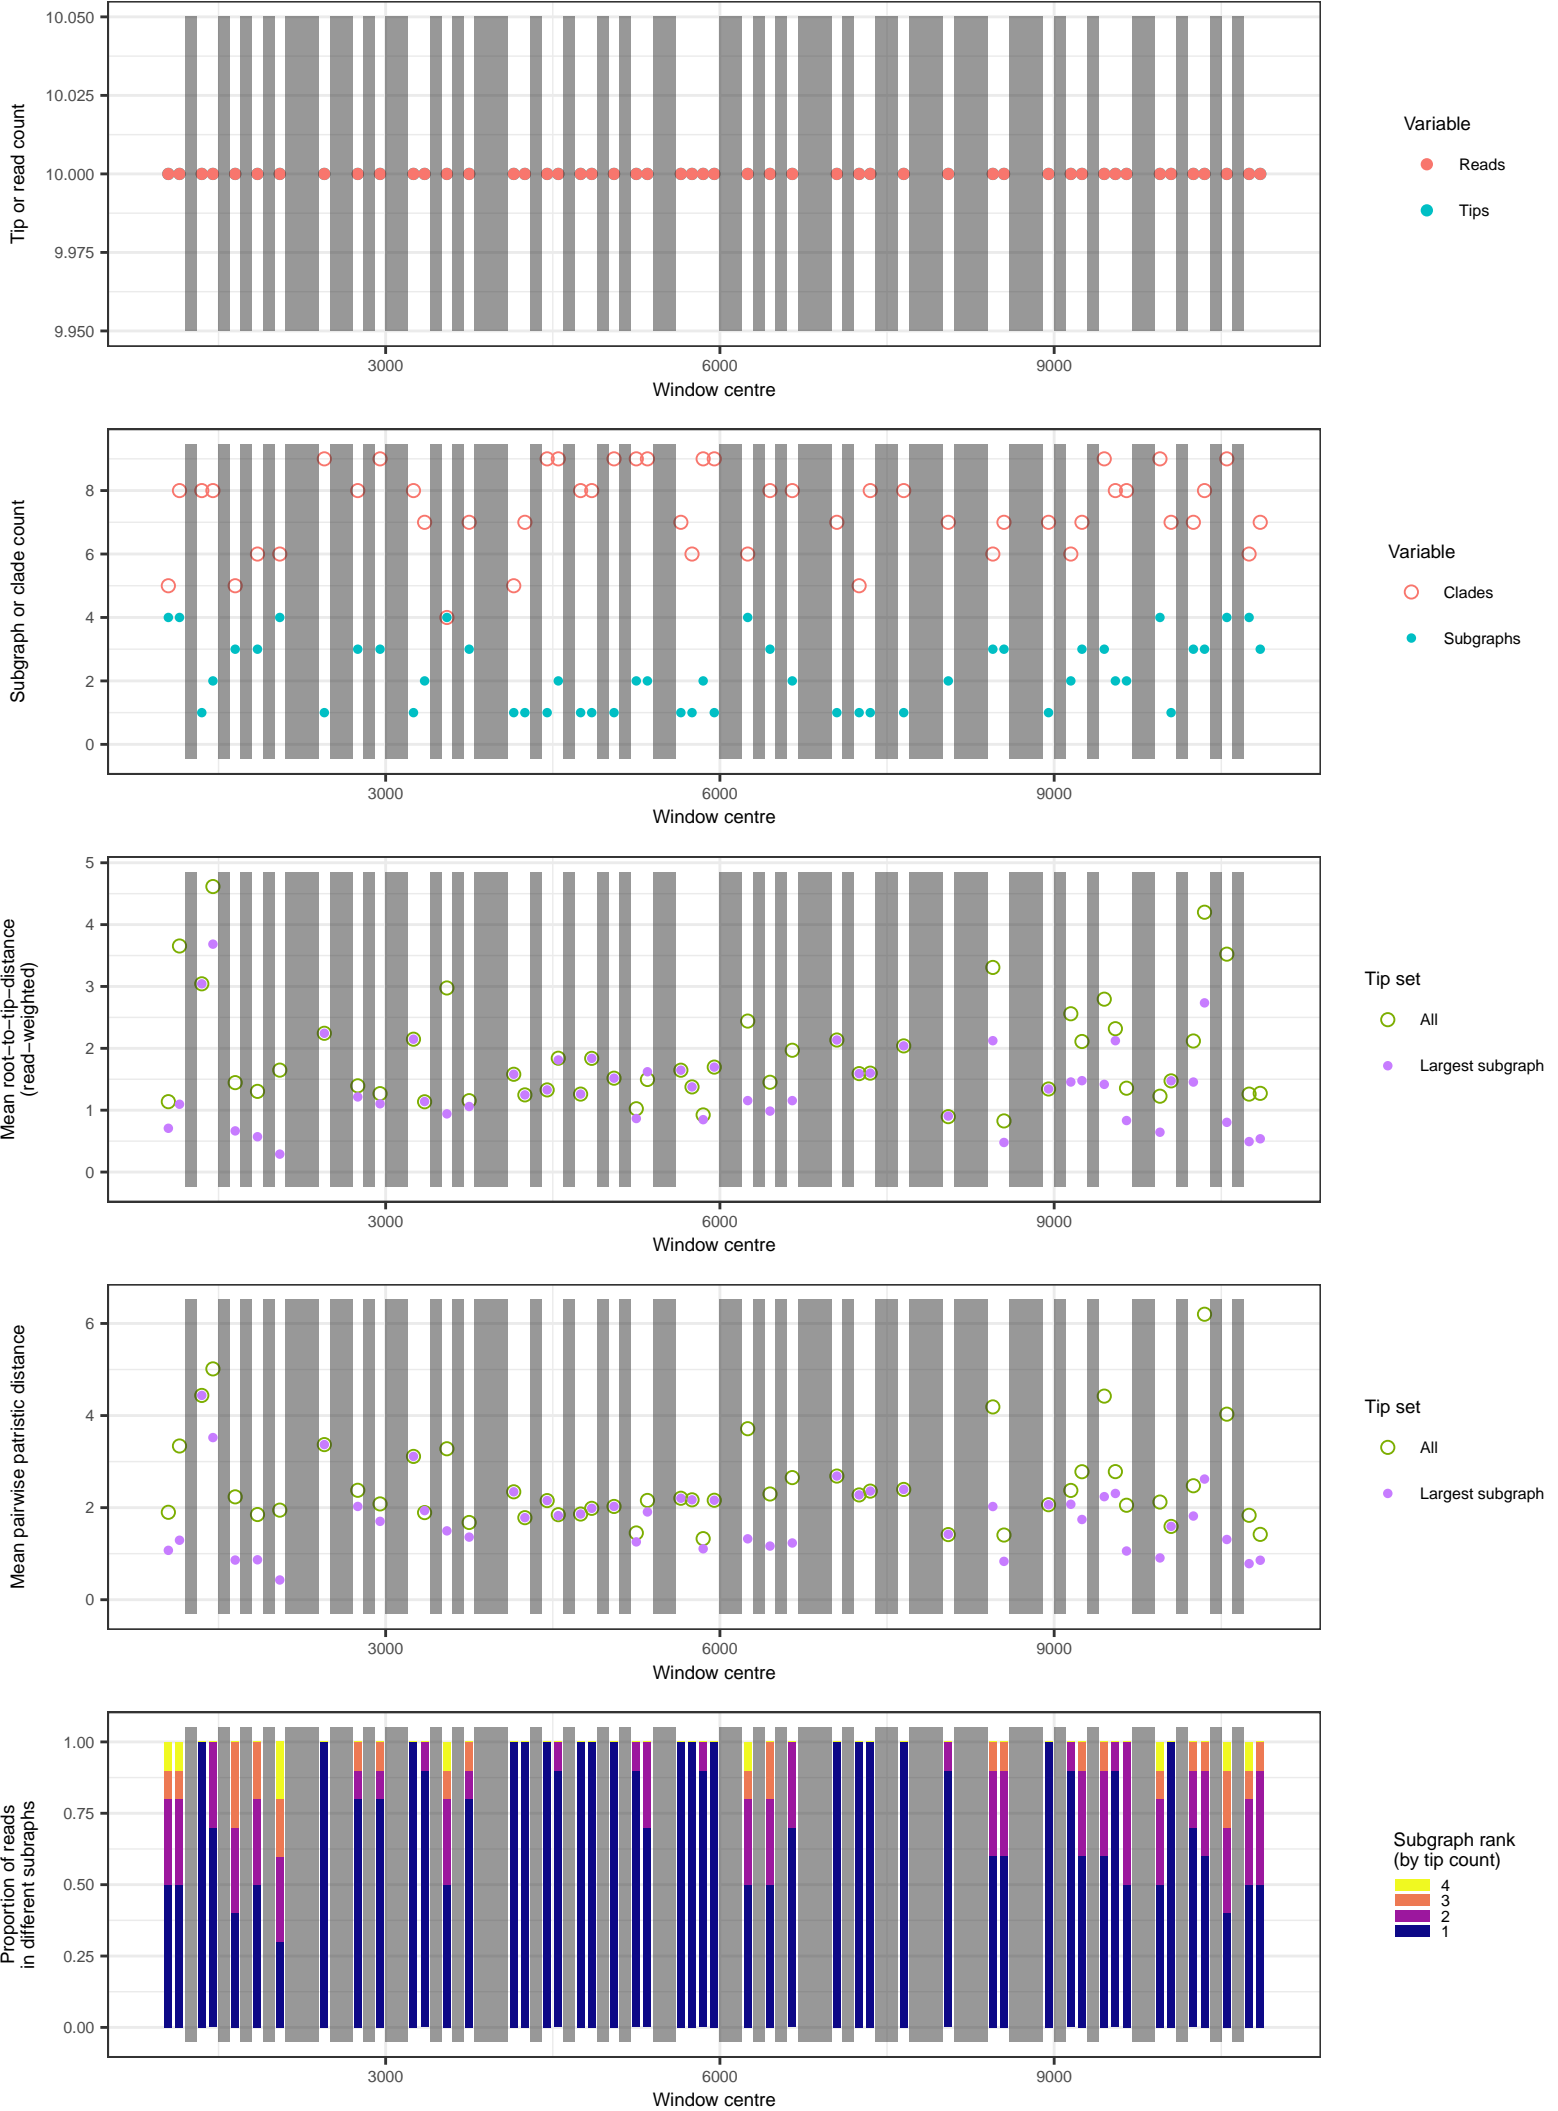 10.050
10.025
10.000
9.975
9.950
Tip or read count
3000
6000
9000
Window centre
Variable
Reads
Tips
8
6
4
2
0
Subgraph or clade count
3000
6000
9000
Window centre
Variable
Clades
Subgraphs
5
4
3
2
1
0
Mean root−to−tip−distance
(read−weighted)
3000
6000
9000
Window centre
Tip set
All
Largest subgraph
6
4
2
0
Mean pairwise patristic distance
3000
6000
9000
Window centre
Tip set
All
Largest subgraph
1.00
0.75
0.50
0.25
0.00
Proportion of reads
in different subraphs
3000
6000
9000
Window centre
Subgraph rank
(by tip count)
4
3
2
1